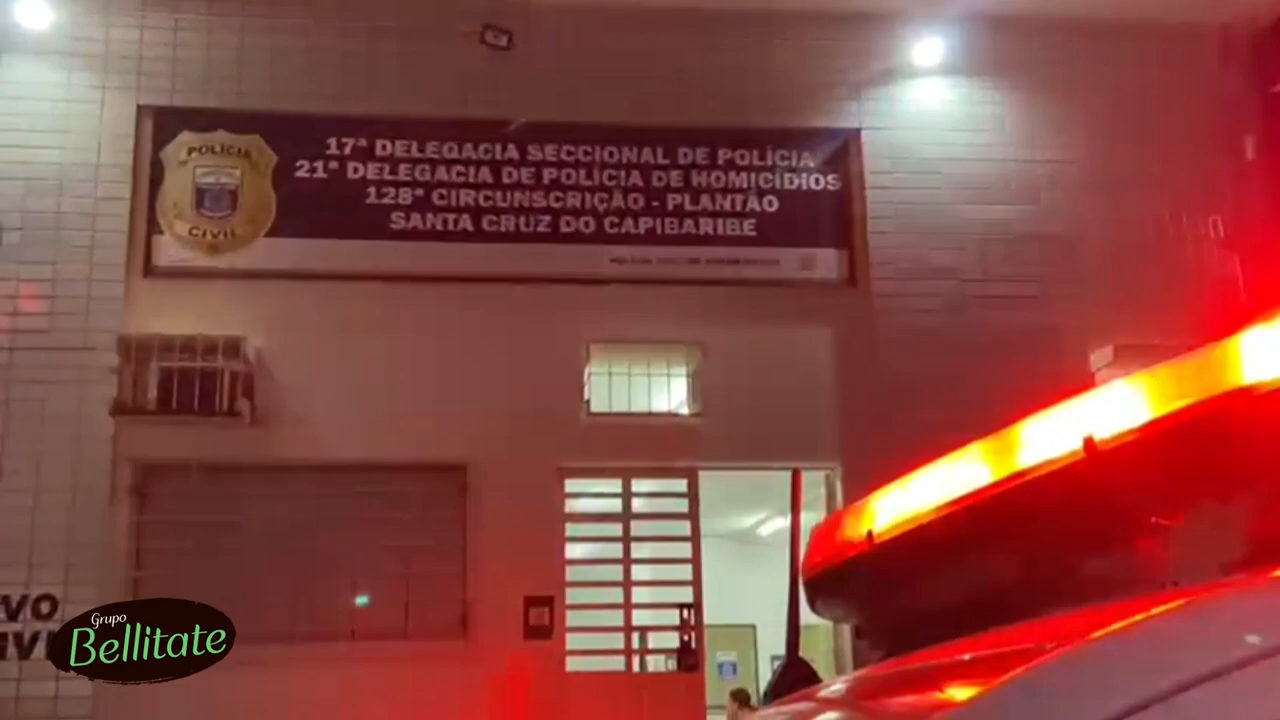 17ª DELEGACIA SECCIONAL DE POLÍCIA
21ª DELEGACIA DE POLÍCIA DE HOMICÍDIOS
128ª CIRCUNSCRIÇÃO - PLANTÃO
SANTA CRUZ DO CAPIBARIBE
POLÍCIA
CIVIL
VO
IVI
Grupo
Bellitate